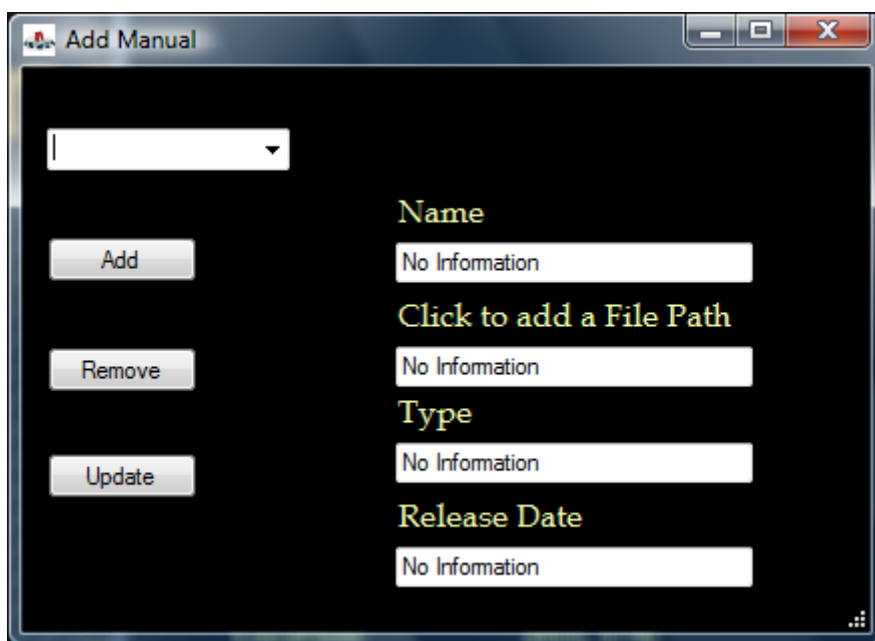 Add Manual
Name
Add
No Information
Click to add a File Path
Remove
No Information
Type
Update
No Information
Release Date
No Information